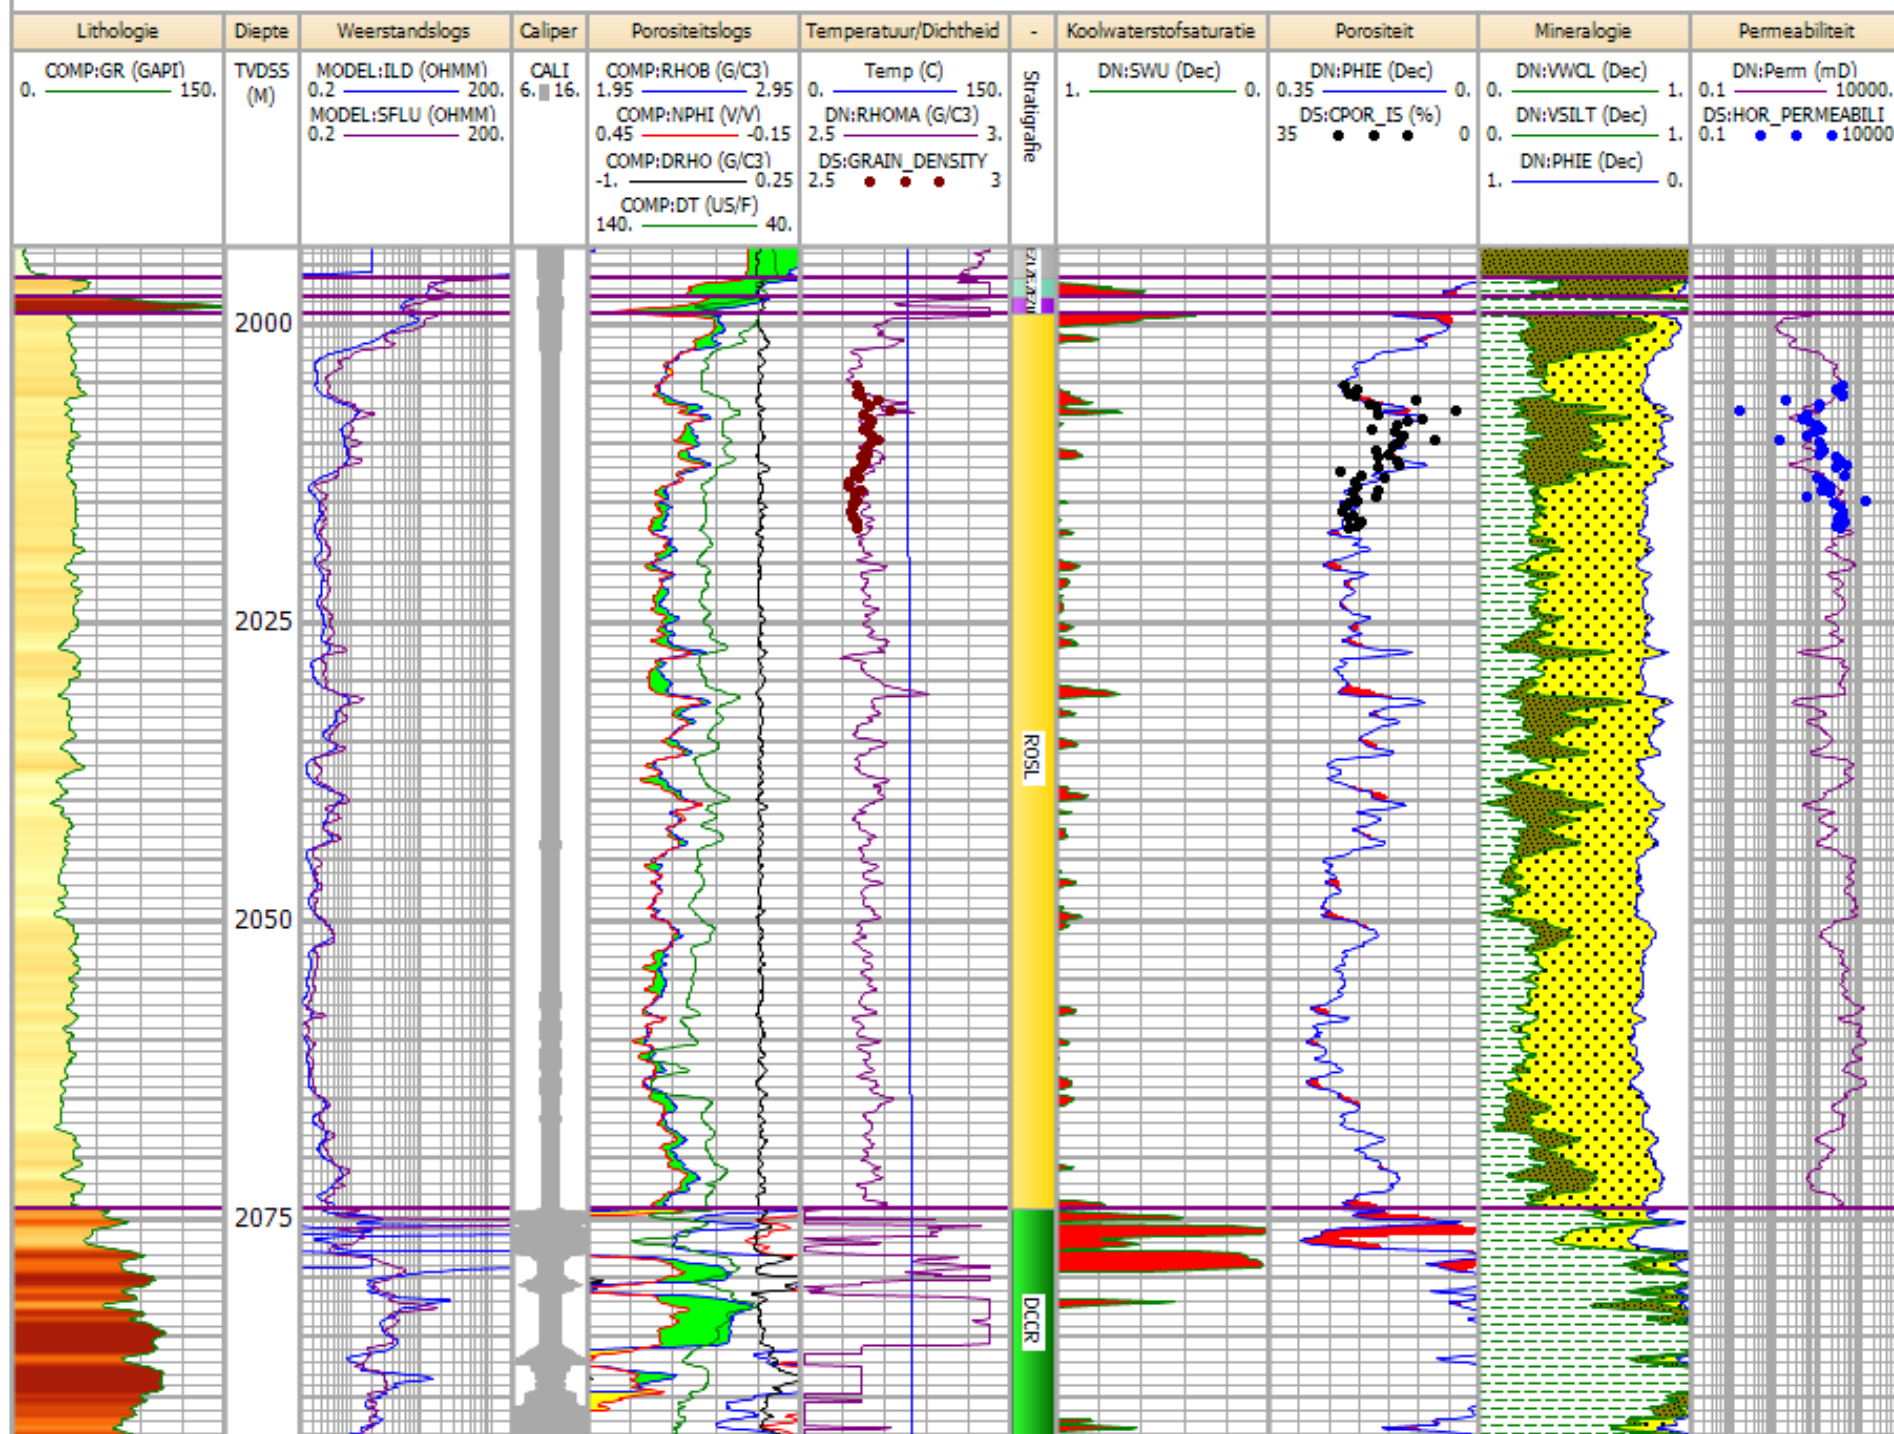 Lithologie
Diepte
Weerstandslogs
Caliper
Porositeitslogs
Temperatuur/Dichtheid
-
Koolwaterstofsaturatie
Porositeit
Mineralogie
Permeabiliteit
COMP:GR (GAPI)
0. 150.
TVDSS
(M)
MODEL:ILD (OHMM)
0.2 200.
MODEL:SFLU (OHMM)
0.2 200.
CALI
6. 16.
COMP:RHOB (G/C3)
1.95 2.95
COMP:NPHI (V/V)
0.45 -0.15
COMP:DRHO (G/C3)
-1. 0.25
COMP:DT (US/F)
140. 40.
Temp (C)
0. 150.
DN:RHOMA (G/C3)
2.5 3.
DS:GRAIN_DENSITY
2.5 3
Stratigrafie
DN:SWU (Dec)
1. 0.
DN:PHIE (Dec)
0.35 0.
DS:CPOR_IS (%)
35 0
DN:VWCL (Dec)
0. 1.
DN:VSILT (Dec)
0. 1.
DN:PHIE (Dec)
1. 0.
DN:Perm (mD)
0.1 10000.
DS:HOR_PERMEABILI
0.1 10000
2000
2025
2050
2075
ROSL
DCCR